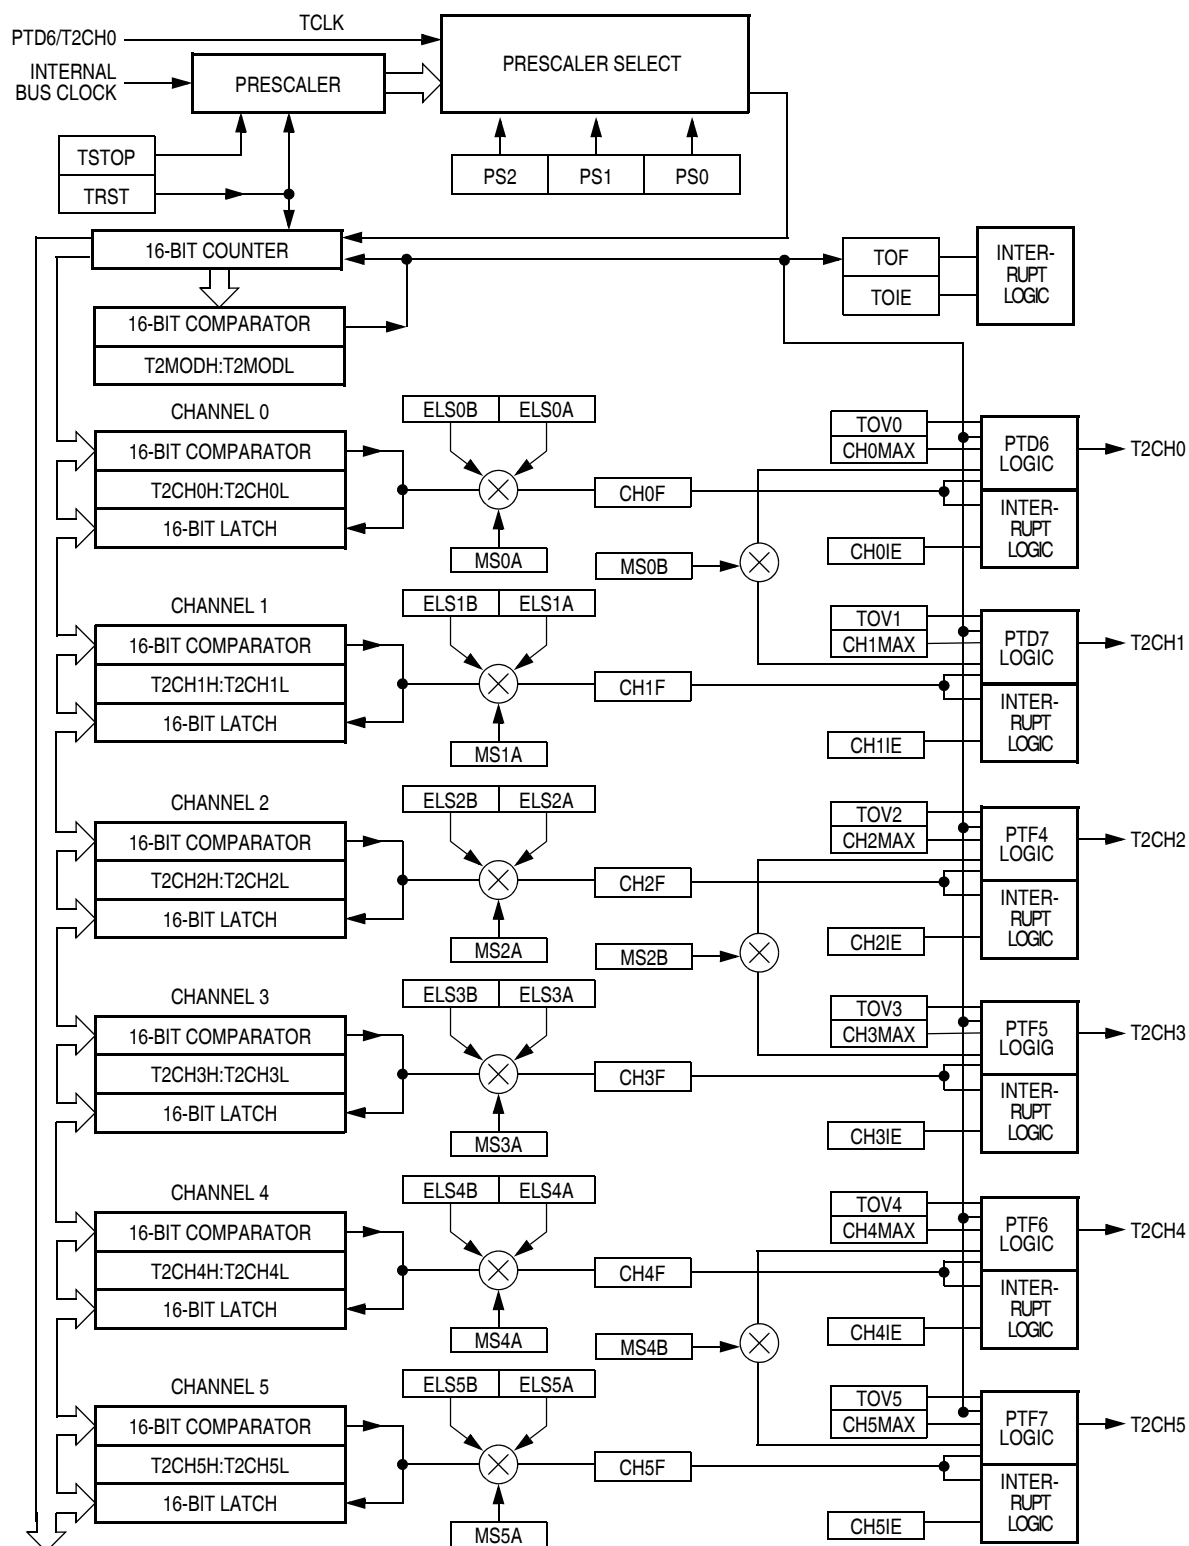 TCLK
PTD6/T2CH0
PRESCALER SELECT
INTERNAL
BUS CLOCK
PRESCALER
TSTOP
PS2 PS1 PS0
TRST
16-BIT COUNTER
TOF
INTER-
RUPT
LOGIC
TOIE
16-BIT COMPARATOR
T2MODH:T2MODL
CHANNEL 0
ELS0B ELS0A
TOV0
16-BIT COMPARATOR
CH0MAX
PTD6
LOGIC
T2CH0
T2CH0H:T2CH0L
CH0F
16-BIT LATCH
INTER-
RUPT
LOGIC
MS0A
MS0B
CH0IE
CHANNEL 1
ELS1B ELS1A
TOV1
16-BIT COMPARATOR
CH1MAX
PTD7
LOGIC
T2CH1
T2CH1H:T2CH1L
CH1F
16-BIT LATCH
INTER-
RUPT
LOGIC
MS1A
CH1IE
CHANNEL 2
ELS2B ELS2A
TOV2
16-BIT COMPARATOR
CH2MAX
PTF4
LOGIC
T2CH2
T2CH2H:T2CH2L
CH2F
16-BIT LATCH
INTER-
RUPT
LOGIC
MS2A
MS2B
CH2IE
CHANNEL 3
ELS3B ELS3A
TOV3
16-BIT COMPARATOR
CH3MAX
PTF5
LOGIG
T2CH3
T2CH3H:T2CH3L
CH3F
16-BIT LATCH
INTER-
RUPT
LOGIC
MS3A
CH3IE
CHANNEL 4
ELS4B ELS4A
TOV4
16-BIT COMPARATOR
CH4MAX
PTF6
LOGIC
T2CH4
T2CH4H:T2CH4L
CH4F
16-BIT LATCH
INTER-
RUPT
LOGIC
MS4A
MS4B
CH4IE
CHANNEL 5
ELS5B ELS5A
TOV5
16-BIT COMPARATOR
CH5MAX
PTF7
LOGIC
T2CH5
T2CH5H:T2CH5L
CH5F
16-BIT LATCH
INTER-
RUPT
LOGIC
MS5A
CH5IE